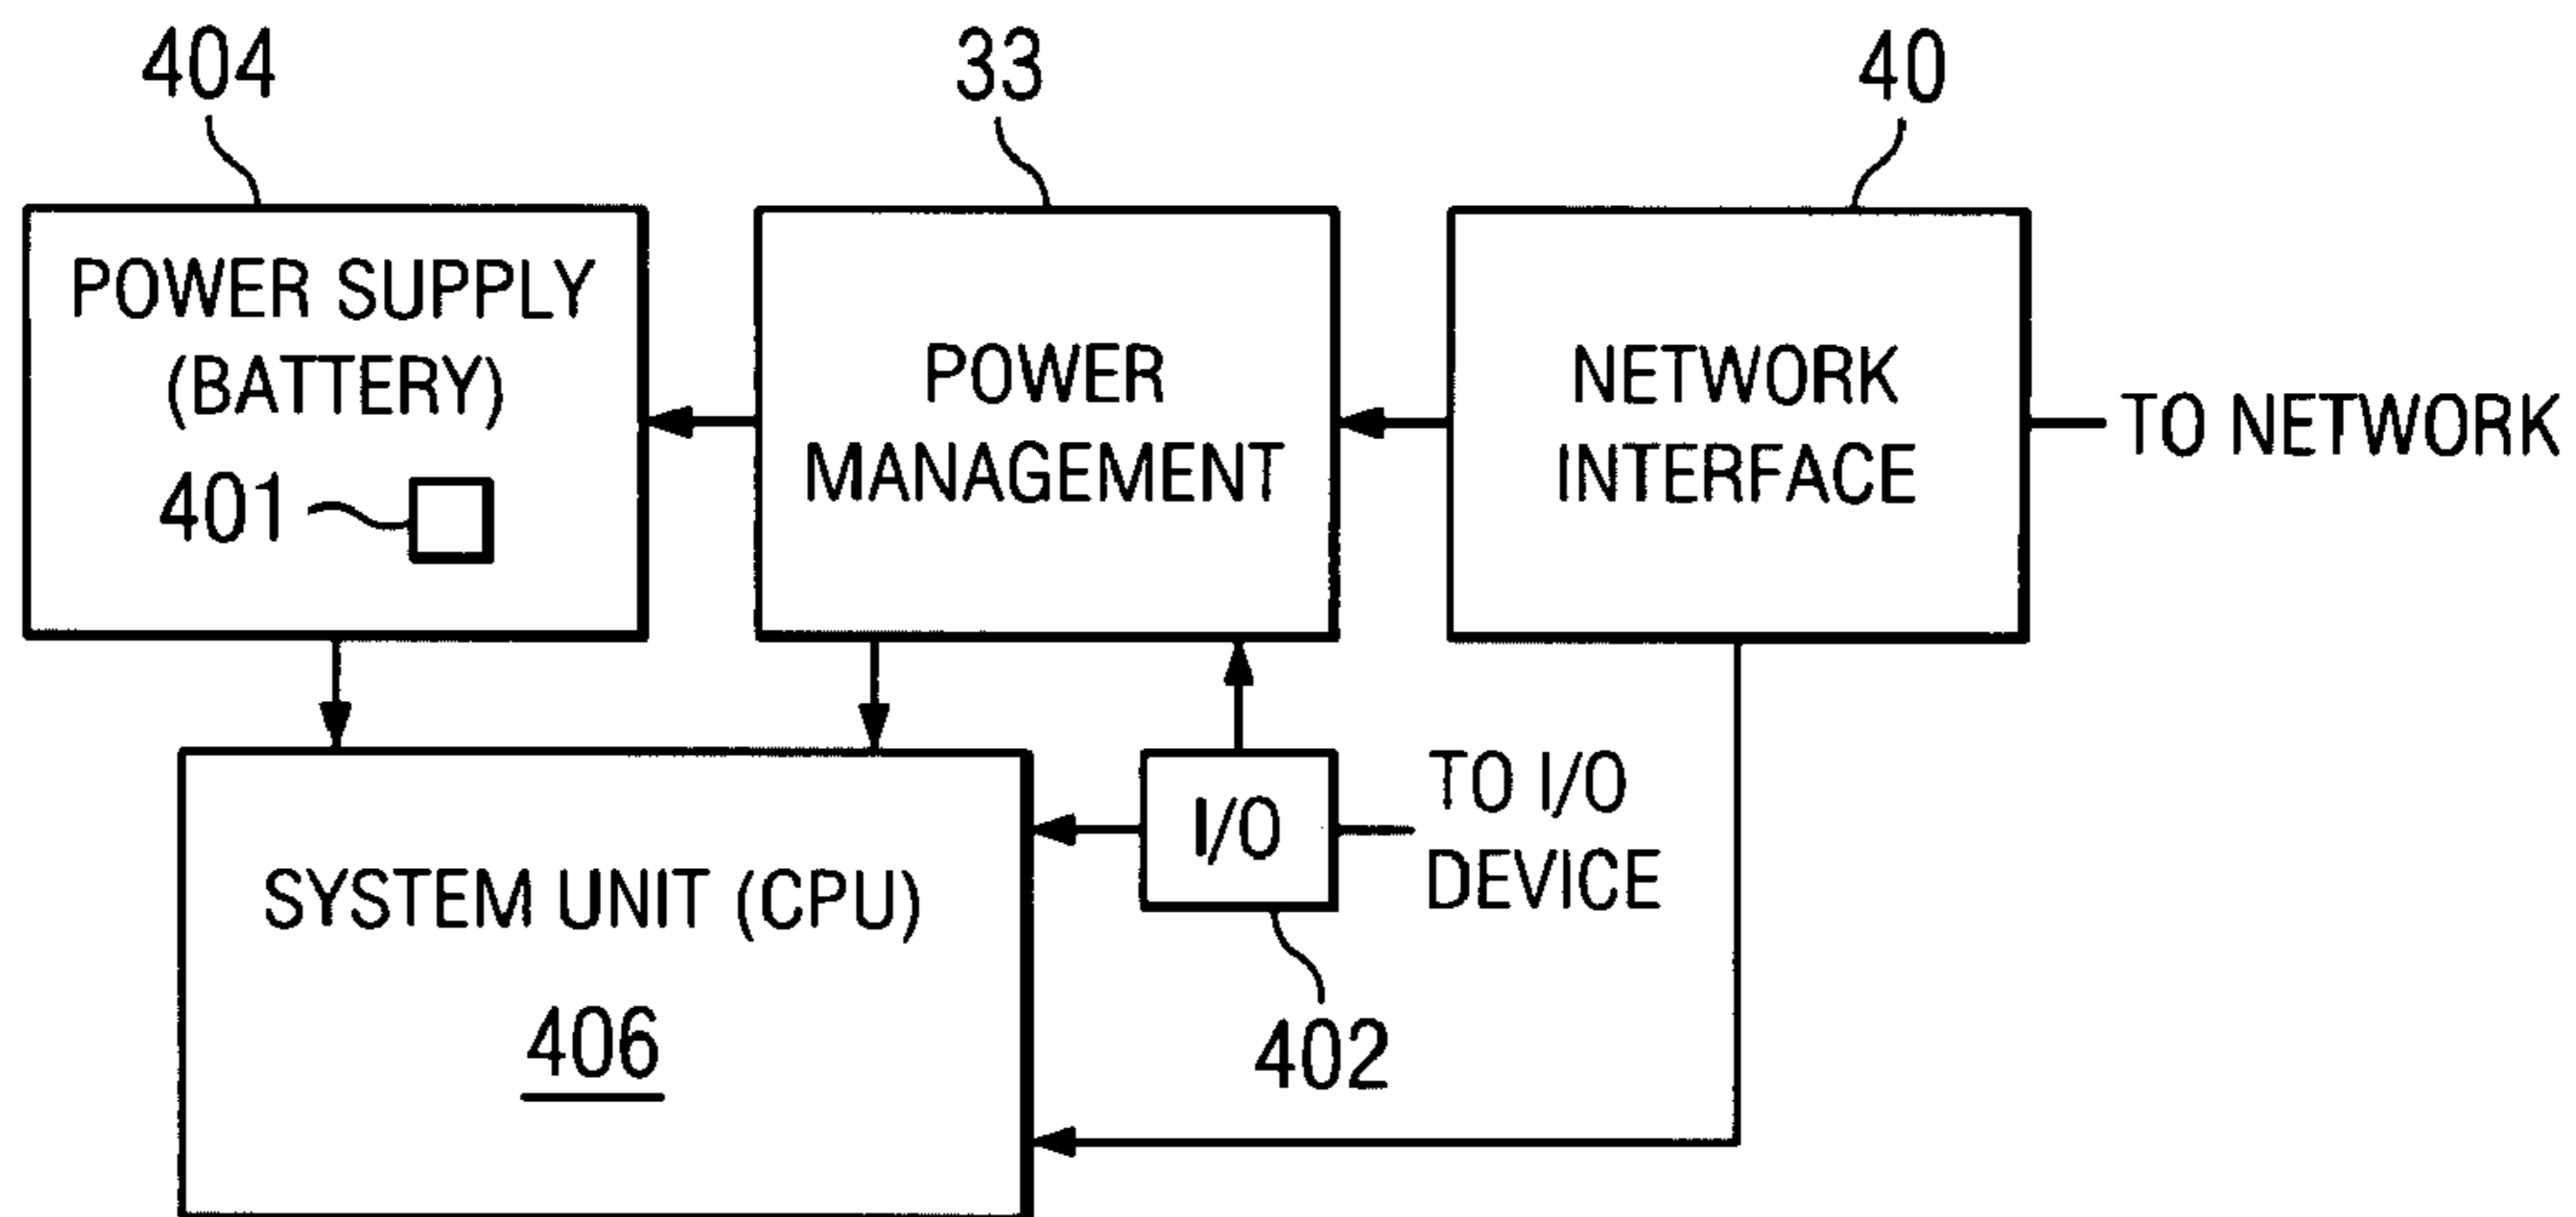 404
33
40
POWER SUPPLY
(BATTERY)
401
POWER
MANAGEMENT
NETWORK
INTERFACE
TO NETWORK
SYSTEM UNIT (CPU)
406
I/O
TO I/O
DEVICE
402